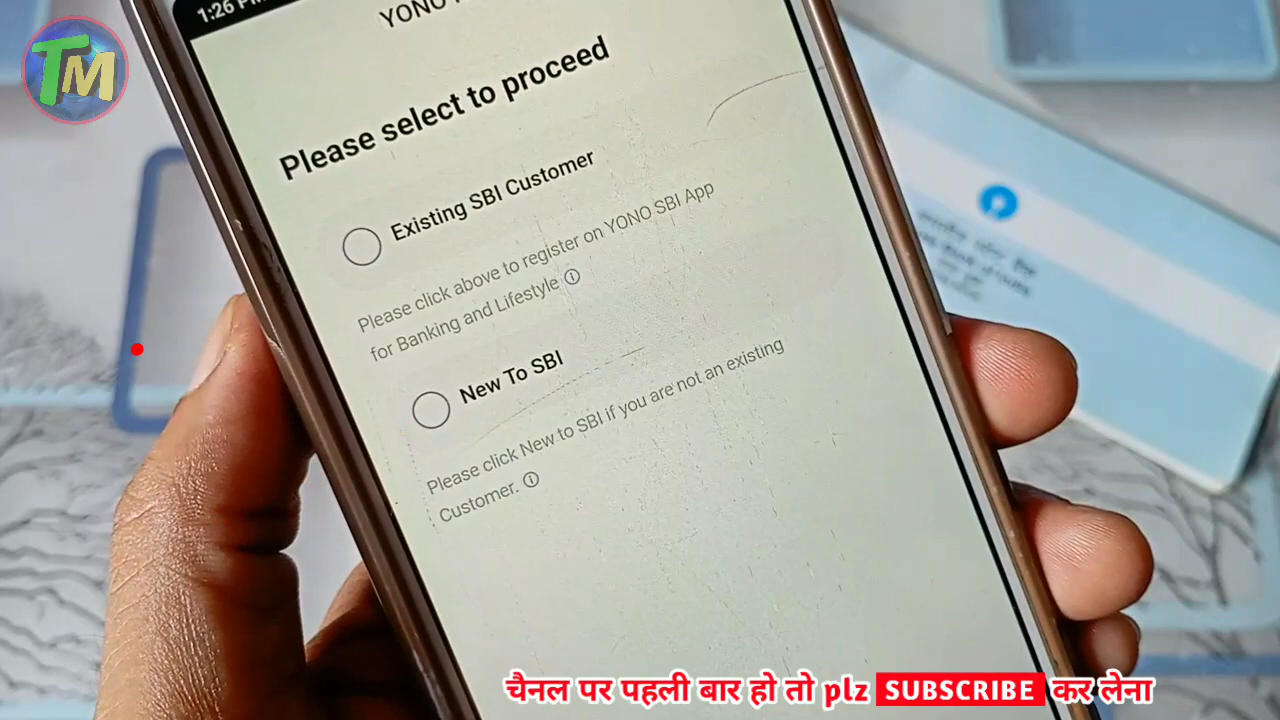 TM
1:26
YONO
Please select to proceed
Existing SBI Customer
Please click above to register on YONO SBI App
for Banking and Lifestyle
New To SBI
Please click New to SBI if you are not an existing
Customer.
चैनल पर पहली बार हो तो plz SUBSCRIBE कर लेना